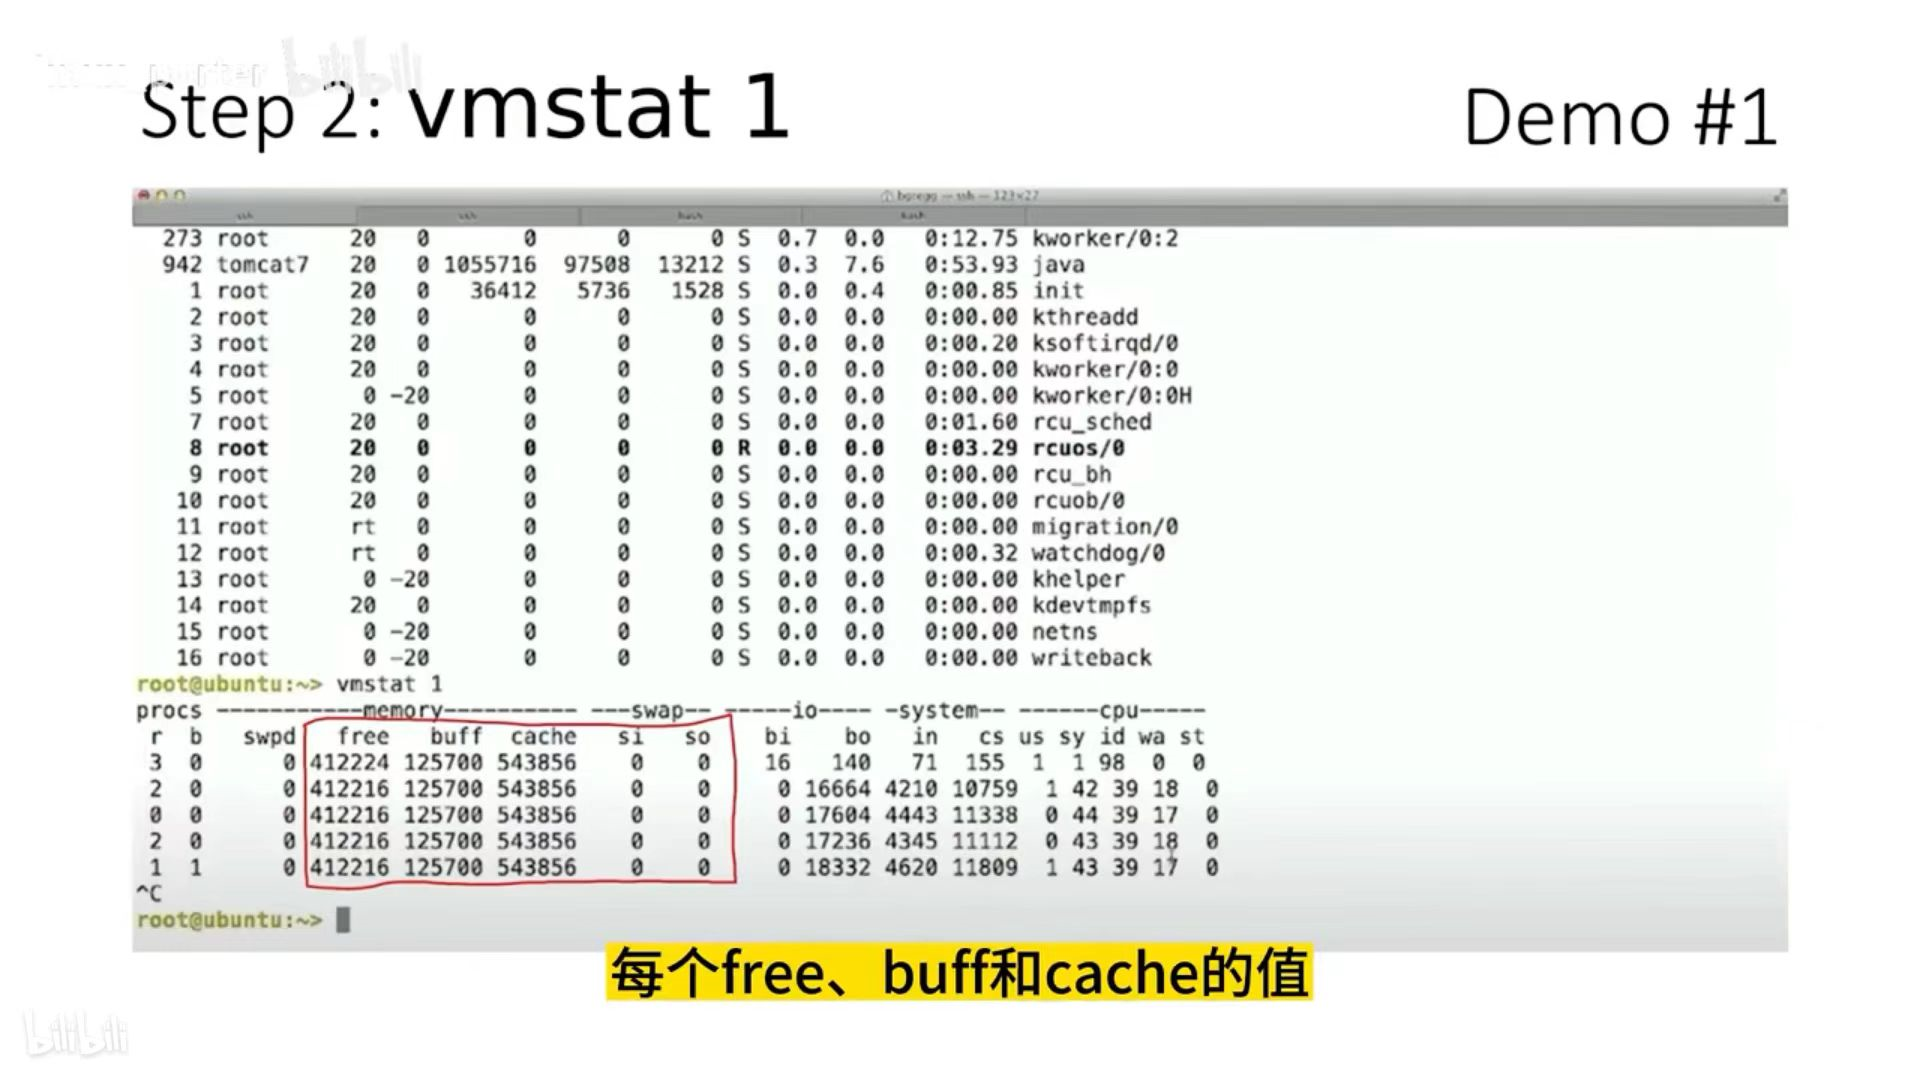 bilibili
Step 2: vmstat 1
Demo #1
bgregg — ssh — 123×27
ssh ssh bash bash
273 root 20 0 0 0 0 S 0.7 0.0 0:12.75 kworker/0:2
942 tomcat7 20 0 1055716 97508 13212 S 0.3 7.6 0:53.93 java
1 root 20 0 36412 5736 1528 S 0.0 0.4 0:00.85 init
2 root 20 0 0 0 0 S 0.0 0.0 0:00.00 kthreadd
3 root 20 0 0 0 0 S 0.0 0.0 0:00.20 ksoftirqd/0
4 root 20 0 0 0 0 S 0.0 0.0 0:00.00 kworker/0:0
5 root 0 -20 0 0 0 S 0.0 0.0 0:00.00 kworker/0:0H
7 root 20 0 0 0 0 S 0.0 0.0 0:01.60 rcu_sched
8 root 20 0 0 0 0 R 0.0 0.0 0:03.29 rcuos/0
9 root 20 0 0 0 0 S 0.0 0.0 0:00.00 rcu_bh
10 root 20 0 0 0 0 S 0.0 0.0 0:00.00 rcuob/0
11 root rt 0 0 0 0 S 0.0 0.0 0:00.00 migration/0
12 root rt 0 0 0 0 S 0.0 0.0 0:00.32 watchdog/0
13 root 0 -20 0 0 0 S 0.0 0.0 0:00.00 khelper
14 root 20 0 0 0 0 S 0.0 0.0 0:00.00 kdevtmpfs
15 root 0 -20 0 0 0 S 0.0 0.0 0:00.00 netns
16 root 0 -20 0 0 0 S 0.0 0.0 0:00.00 writeback
root@ubuntu:~> vmstat 1
procs -----------memory---------- ---swap-- -----io---- -system-- ------cpu-----
r b swpd free buff cache si so bi bo in cs us sy id wa st
3 0 0 412224 125700 543856 0 0 16 140 71 155 1 1 98 0 0
2 0 0 412216 125700 543856 0 0 0 16664 4210 10759 1 42 39 18 0
0 0 0 412216 125700 543856 0 0 0 17604 4443 11338 0 44 39 17 0
2 0 0 412216 125700 543856 0 0 0 17236 4345 11112 0 43 39 18 0
1 1 0 412216 125700 543856 0 0 0 18332 4620 11809 1 43 39 17 0
^C
root@ubuntu:~>
每个free、buff和cache的值
bilibili